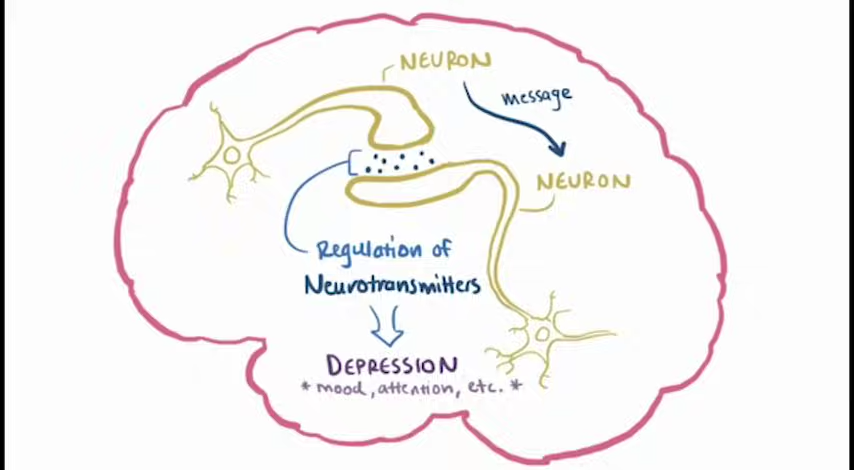 NEURON
message
NEURON
Regulation of
Neurotransmitters
DEPRESSION
* mood, attention, etc. *